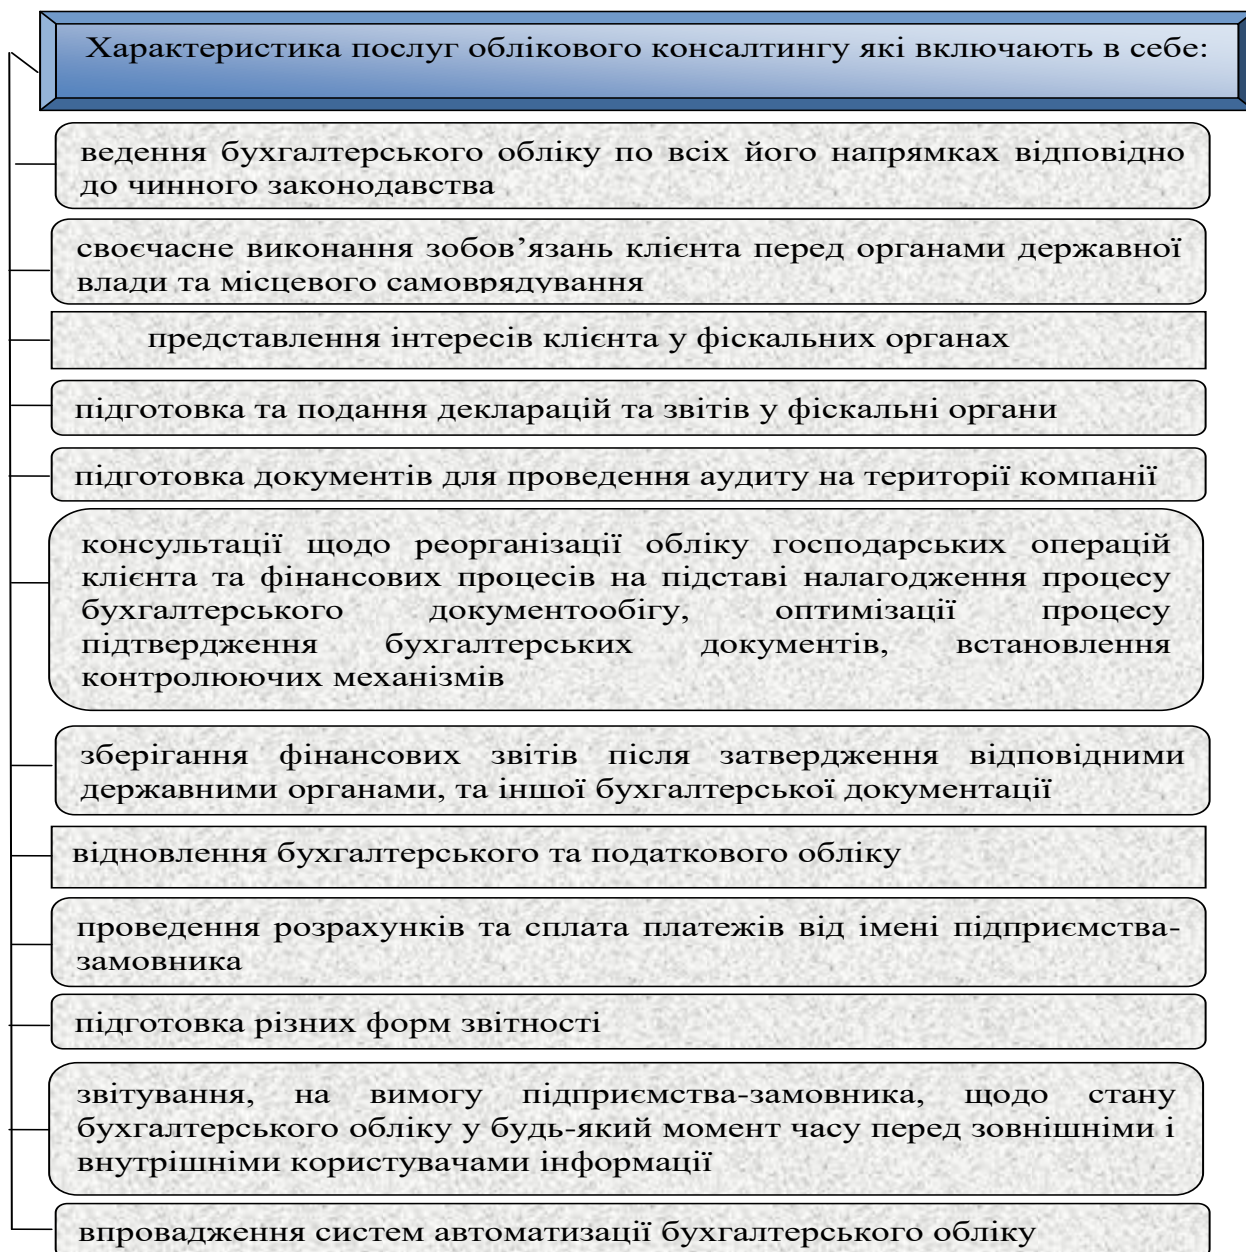 Характеристика послуг облікового консалтингу які включають в себе:
ведення бухгалтерського обліку по всіх його напрямках відповідно
до чинного законодавства
своєчасне виконання зобов’язань клієнта перед органами державної
влади та місцевого самоврядування
представлення інтересів клієнта у фіскальних органах
підготовка та подання декларацій та звітів у фіскальні органи
підготовка документів для проведення аудиту на території компанії
консультації щодо реорганізації обліку господарських операцій
клієнта та фінансових процесів на підставі налагодження процесу
бухгалтерського документообігу, оптимізації процесу
підтвердження бухгалтерських документів, встановлення
контролюючих механізмів
зберігання фінансових звітів після затвердження відповідними
державними органами, та іншої бухгалтерської документації
відновлення бухгалтерського та податкового обліку
проведення розрахунків та сплата платежів від імені підприємства-
замовника
підготовка різних форм звітності
звітування, на вимогу підприємства-замовника, щодо стану
бухгалтерського обліку у будь-який момент часу перед зовнішніми і
внутрішніми користувачами інформації
впровадження систем автоматизації бухгалтерського обліку